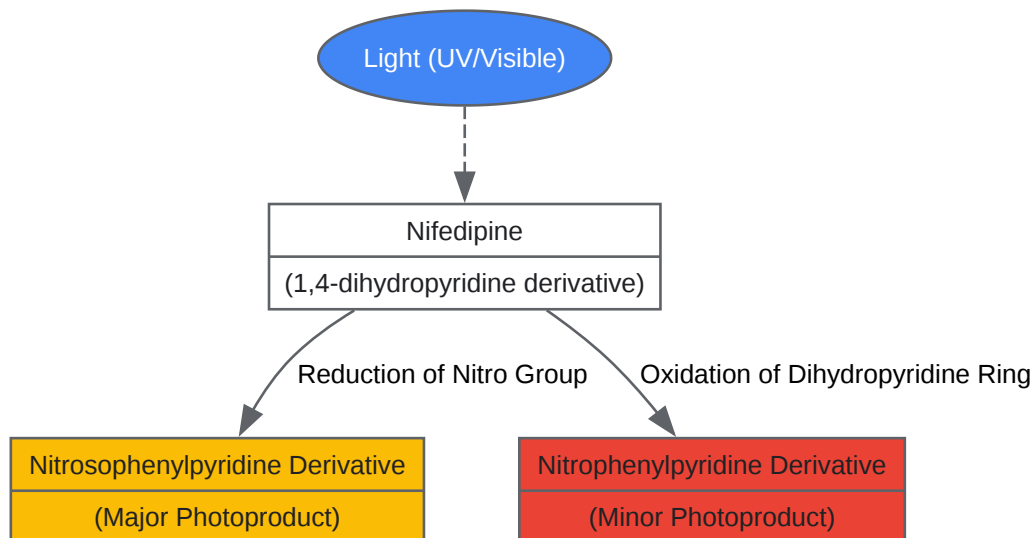 Light (UV/Visible)
Nifedipine
(1,4-dihydropyridine derivative)
Reduction of Nitro Group
Oxidation of Dihydropyridine Ring
Nitrosophenylpyridine Derivative
(Major Photoproduct)
Nitrophenylpyridine Derivative
(Minor Photoproduct)